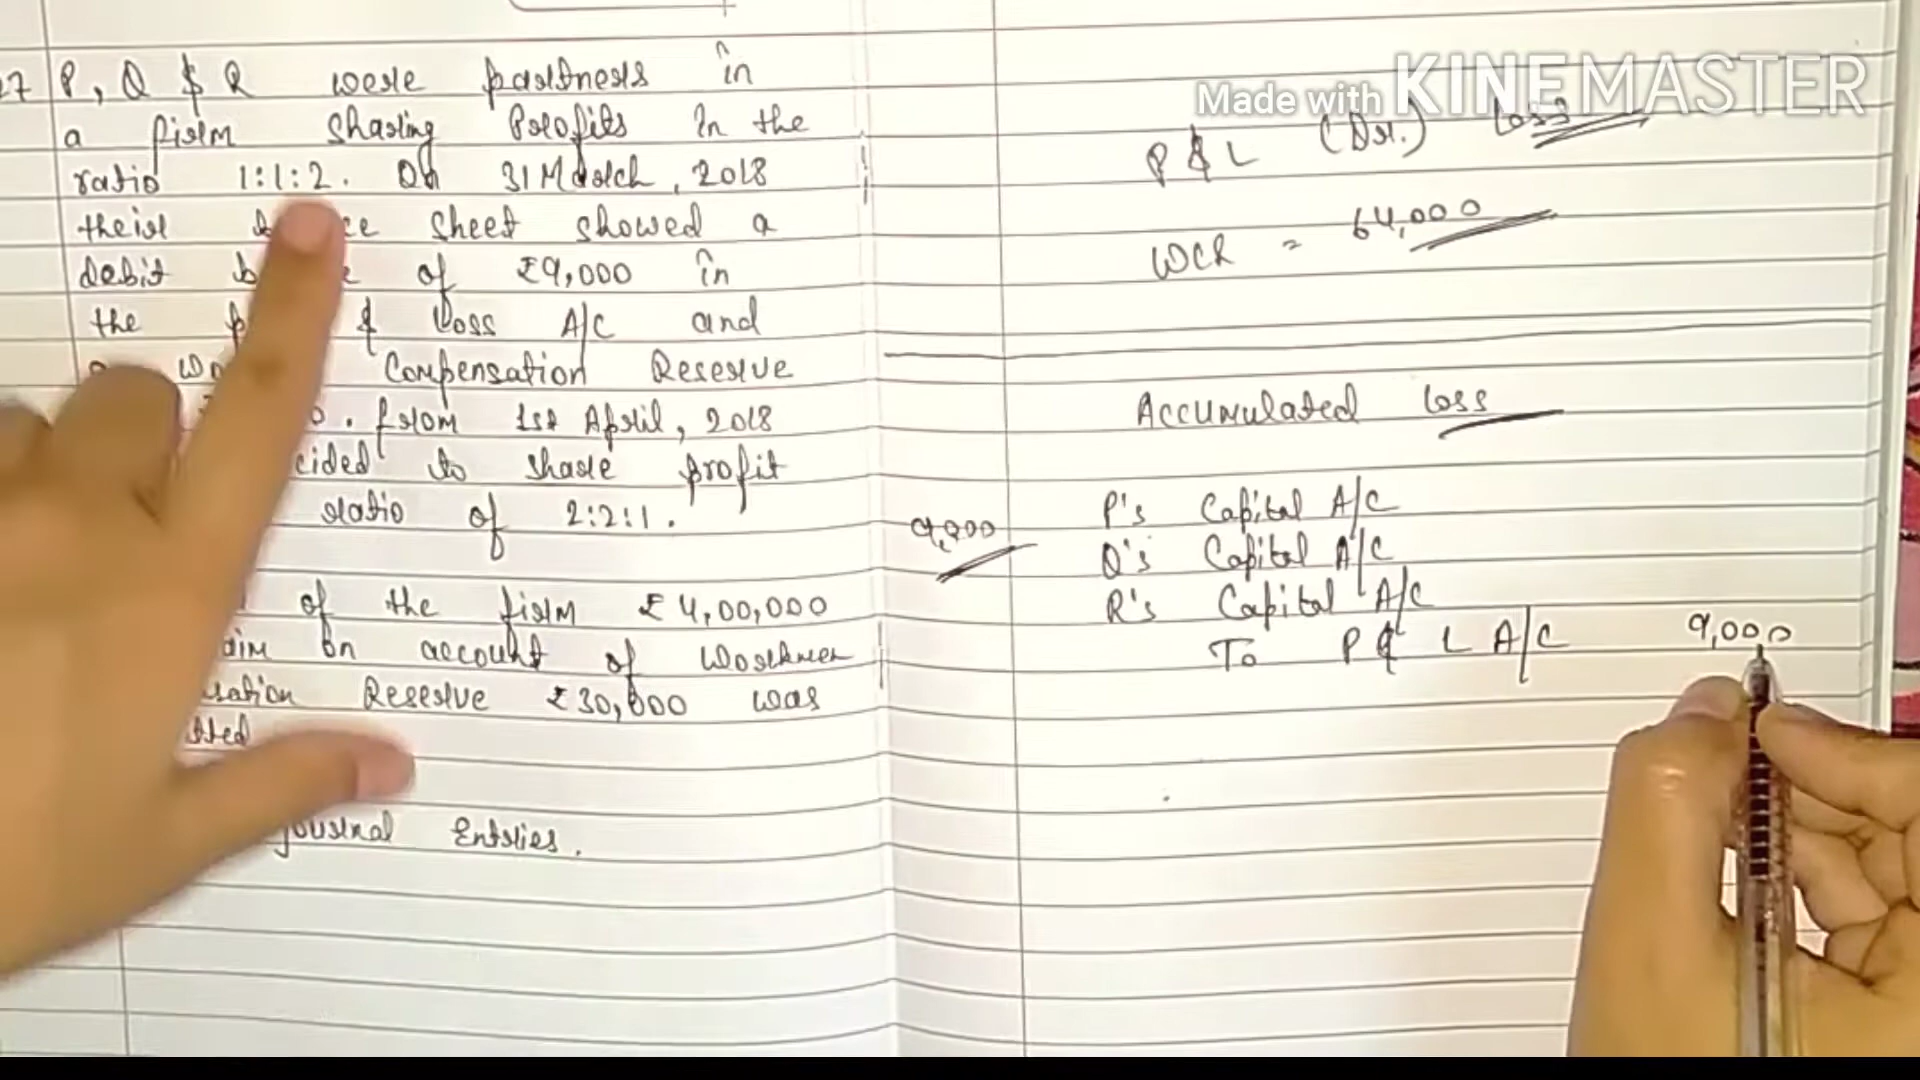 27 P, Q & R were partners in
a firm sharing Profits In the
ratio 1:1:2. On 31 March, 2018
their sheet showed a
debit of ₹9,000 in
the & Loss A/C and
Compensation Reserve
from 1st April, 2018
to share profit
ratio of 2:2:1.
of the firm ₹4,00,000
on account of Workmen
Reserve ₹30,000 was
Journal Entries.
Made with KINEMASTER
P & L (Dr.) Loss
WCR = 64,000
Accumulated Loss
9,000 P's Capital A/C
Q's Capital A/C
R's Capital A/C
To P & L A/C 9,000